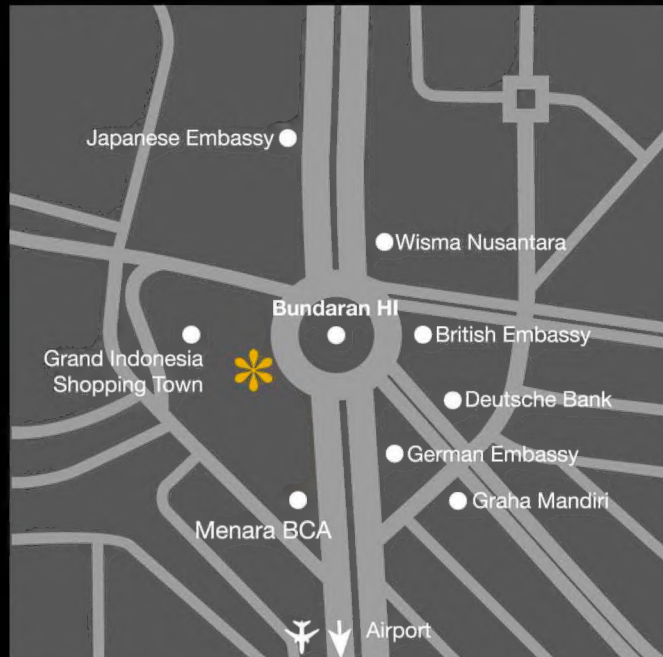 Japanese Embassy
Wisma Nusantara
Bundaran HI
British Embassy
Grand Indonesia
Shopping Town
Deutsche Bank
German Embassy
Graha Mandiri
Menara BCA
Airport